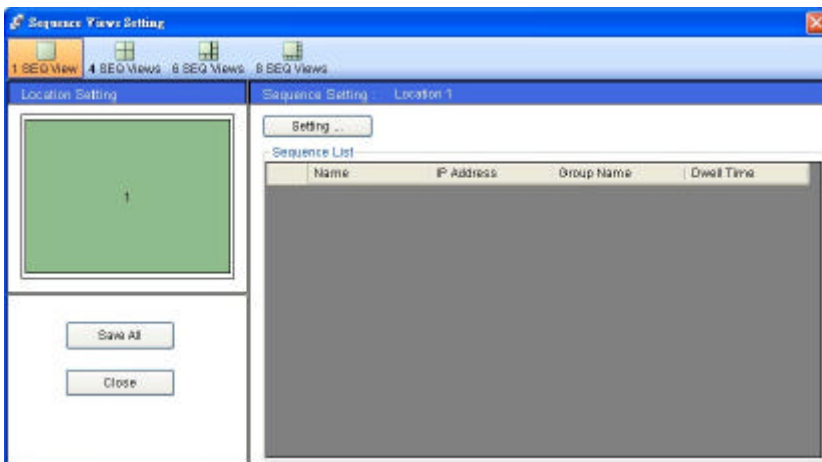 Sequence Views Setting
1 SEQ View 4 SEQ Views 6 SEQ Views 8 SEQ Views
Location Setting
Sequence Setting : Location 1
Setting ...
Sequence List
Name IP Address Group Name Dwell Time
1
Save All
Close